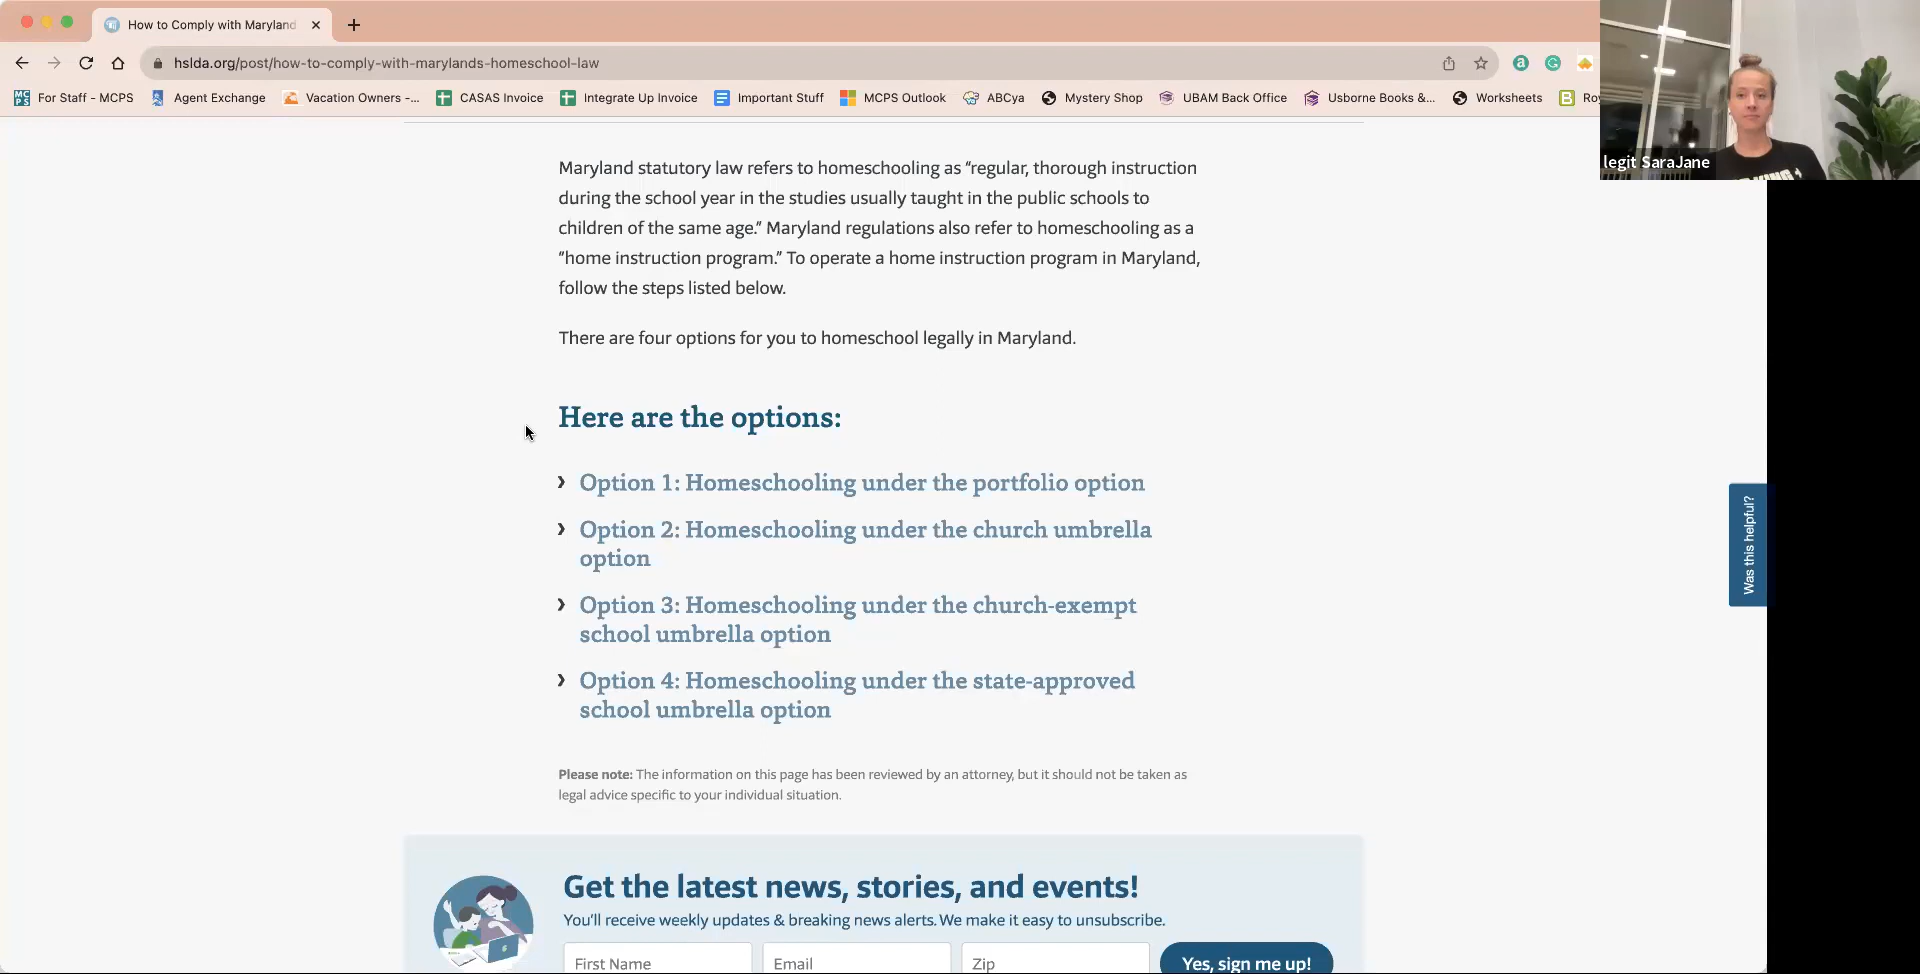 How to Comply with Maryland
hslda.org/post/how-to-comply-with-marylands-homeschool-law
For Staff - MCPS
Agent Exchange
Vacation Owners -...
CASAS Invoice
Integrate Up Invoice
Important Stuff
MCPS Outlook
ABCya
Mystery Shop
UBAM Back Office
Usborne Books &...
Worksheets
Roy
legit SaraJane
Maryland statutory law refers to homeschooling as “regular, thorough instruction
during the school year in the studies usually taught in the public schools to
children of the same age.” Maryland regulations also refer to homeschooling as a
“home instruction program.” To operate a home instruction program in Maryland,
follow the steps listed below.
There are four options for you to homeschool legally in Maryland.
Here are the options:
Option 1: Homeschooling under the portfolio option
Option 2: Homeschooling under the church umbrella
option
Option 3: Homeschooling under the church-exempt
school umbrella option
Option 4: Homeschooling under the state-approved
school umbrella option
Please note: The information on this page has been reviewed by an attorney, but it should not be taken as
legal advice specific to your individual situation.
Was this helpful?
Get the latest news, stories, and events!
You’ll receive weekly updates & breaking news alerts. We make it easy to unsubscribe.
First Name
Email
Zip
Yes, sign me up!